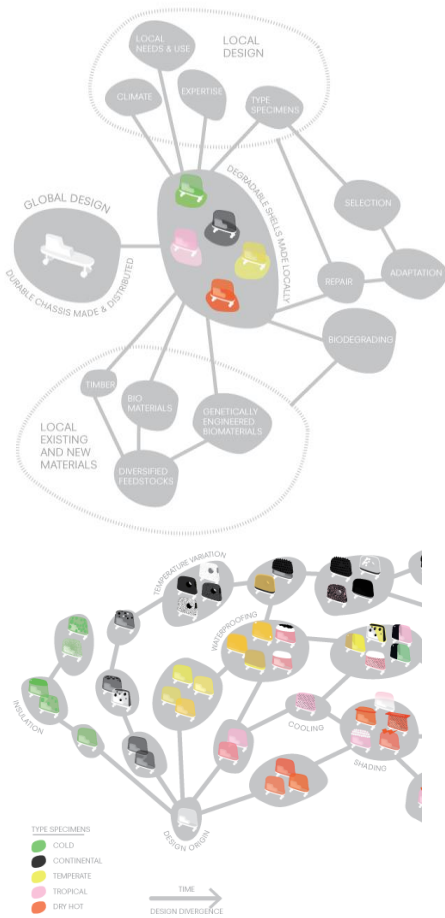 LOCAL
NEEDS & USE
LOCAL
DESIGN
CLIMATE
EXPERTISE
TYPE
SPECIMENS
GLOBAL DESIGN
DURABLE CHASSIS MADE & DISTRIBUTED
DEGRADABLE SHELLS MADE LOCALLY
SELECTION
REPAIR
ADAPTATION
BIODEGRADING
TIMBER
BIO
MATERIALS
GENETICALLY
ENGINEERED
BIOMATERIALS
LOCAL
EXISTING
AND NEW
MATERIALS
DIVERSIFIED
FEEDSTOCKS
TEMPERATURE VARIATION
WATERPROOFING
INSULATION
COOLING
SHADING
DESIGN ORIGIN
TYPE SPECIMENS
COLD
CONTINENTAL
TEMPERATE
TROPICAL
DRY HOT
TIME
DESIGN DIVERGENCE